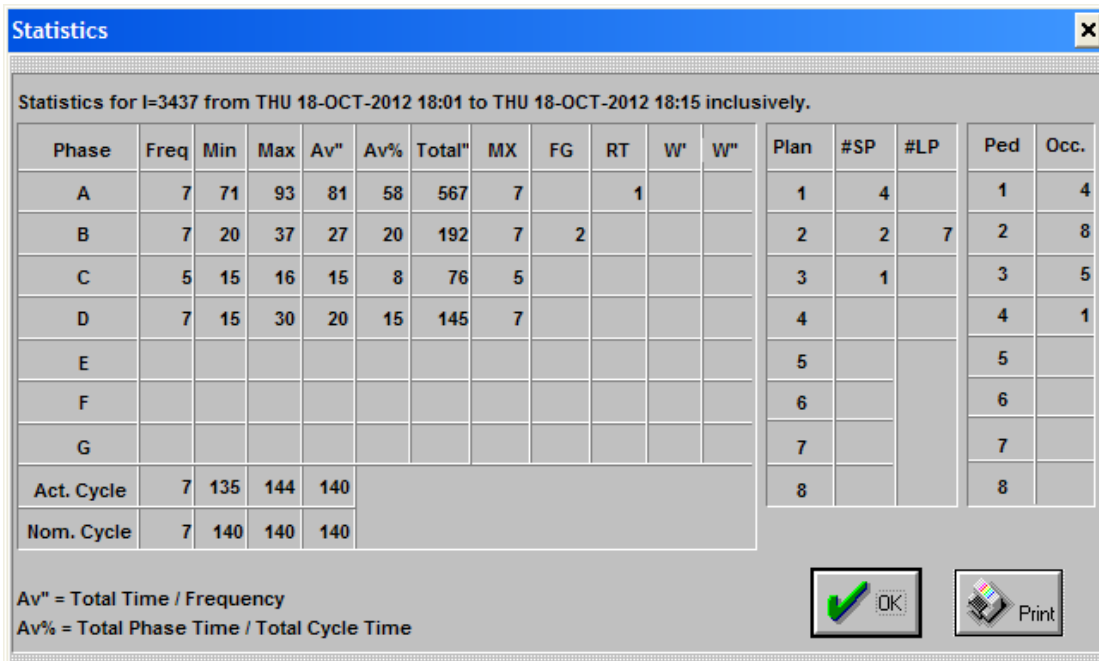 Statistics
Statistics for I=3437 from THU 18-OCT-2012 18:01 to THU 18-OCT-2012 18:15 inclusively.
Phase Freq Min Max Av" Av% Total" MX FG RT W' W" Plan #SP #LP Ped Occ.
A 7 71 93 81 58 567 7 1 1 4 1 4
B 7 20 37 27 20 192 7 2 2 2 7 2 8
C 5 15 16 15 8 76 5 3 1 3 5
D 7 15 30 20 15 145 7 4 4 1
E 5 5
F 6 6
G 7 7
Act. Cycle 7 135 144 140 8 8
Nom. Cycle 7 140 140 140
Av" = Total Time / Frequency
Av% = Total Phase Time / Total Cycle Time
OK Print